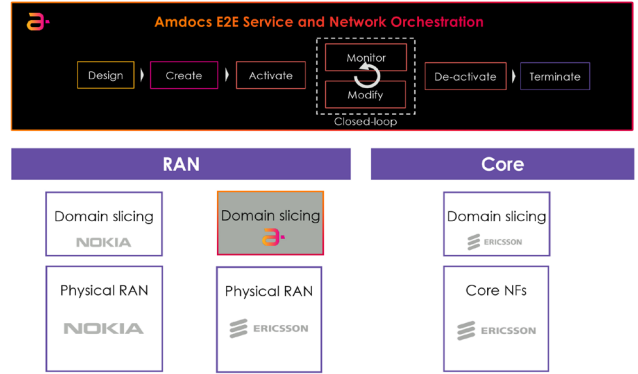 a
Amdocs E2E Service and Network Orchestration
Design
Create
Activate
Monitor
Modify
Closed-loop
De-activate
Terminate
RAN
Core
Domain slicing
NOKIA
Domain slicing
a
Domain slicing
ERICSSON
Physical RAN
NOKIA
Physical RAN
ERICSSON
Core NFs
ERICSSON